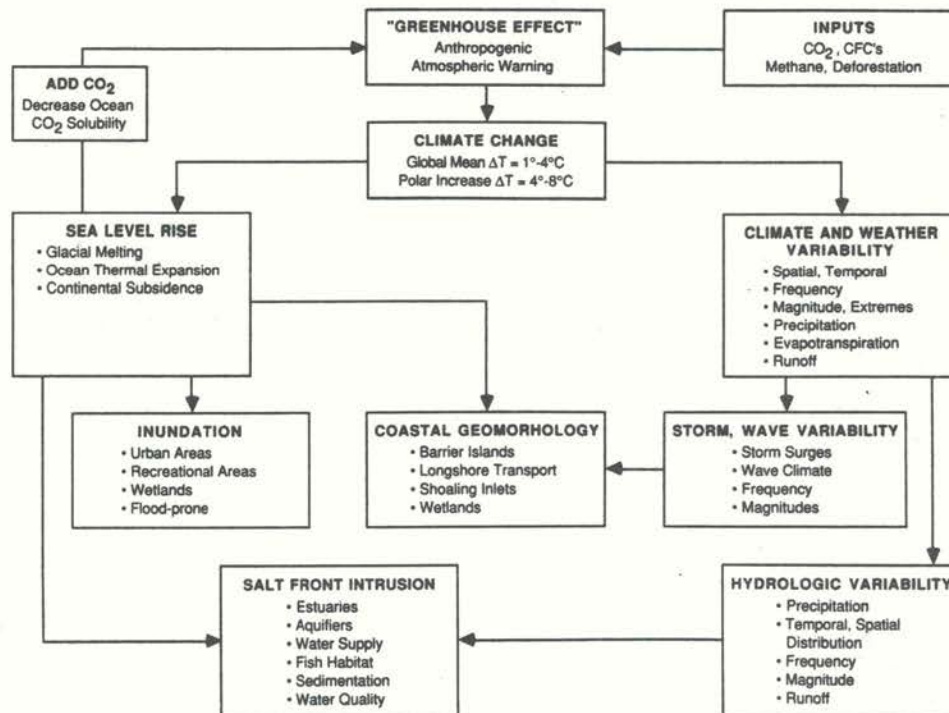 "GREENHOUSE EFFECT"
Anthropogenic
Atmospheric Warning
INPUTS
CO2, CFC's
Methane, Deforestation
ADD CO2
Decrease Ocean
CO2 Solubility
CLIMATE CHANGE
Global Mean ΔT = 1°-4°C
Polar Increase ΔT = 4°-8°C
SEA LEVEL RISE
• Glacial Melting
• Ocean Thermal Expansion
• Continental Subsidence
CLIMATE AND WEATHER
VARIABILITY
• Spatial, Temporal
• Frequency
• Magnitude, Extremes
• Precipitation
• Evapotranspiration
• Runoff
INUNDATION
• Urban Areas
• Recreational Areas
• Wetlands
• Flood-prone
COASTAL GEOMORHOLOGY
• Barrier Islands
• Longshore Transport
• Shoaling Inlets
• Wetlands
STORM, WAVE VARIABILITY
• Storm Surges
• Wave Climate
• Frequency
• Magnitudes
SALT FRONT INTRUSION
• Estuaries
• Aquifiers
• Water Supply
• Fish Habitat
• Sedimentation
• Water Quality
HYDROLOGIC VARIABILITY
• Precipitation
• Temporal, Spatial
Distribution
• Frequency
• Magnitude
• Runoff